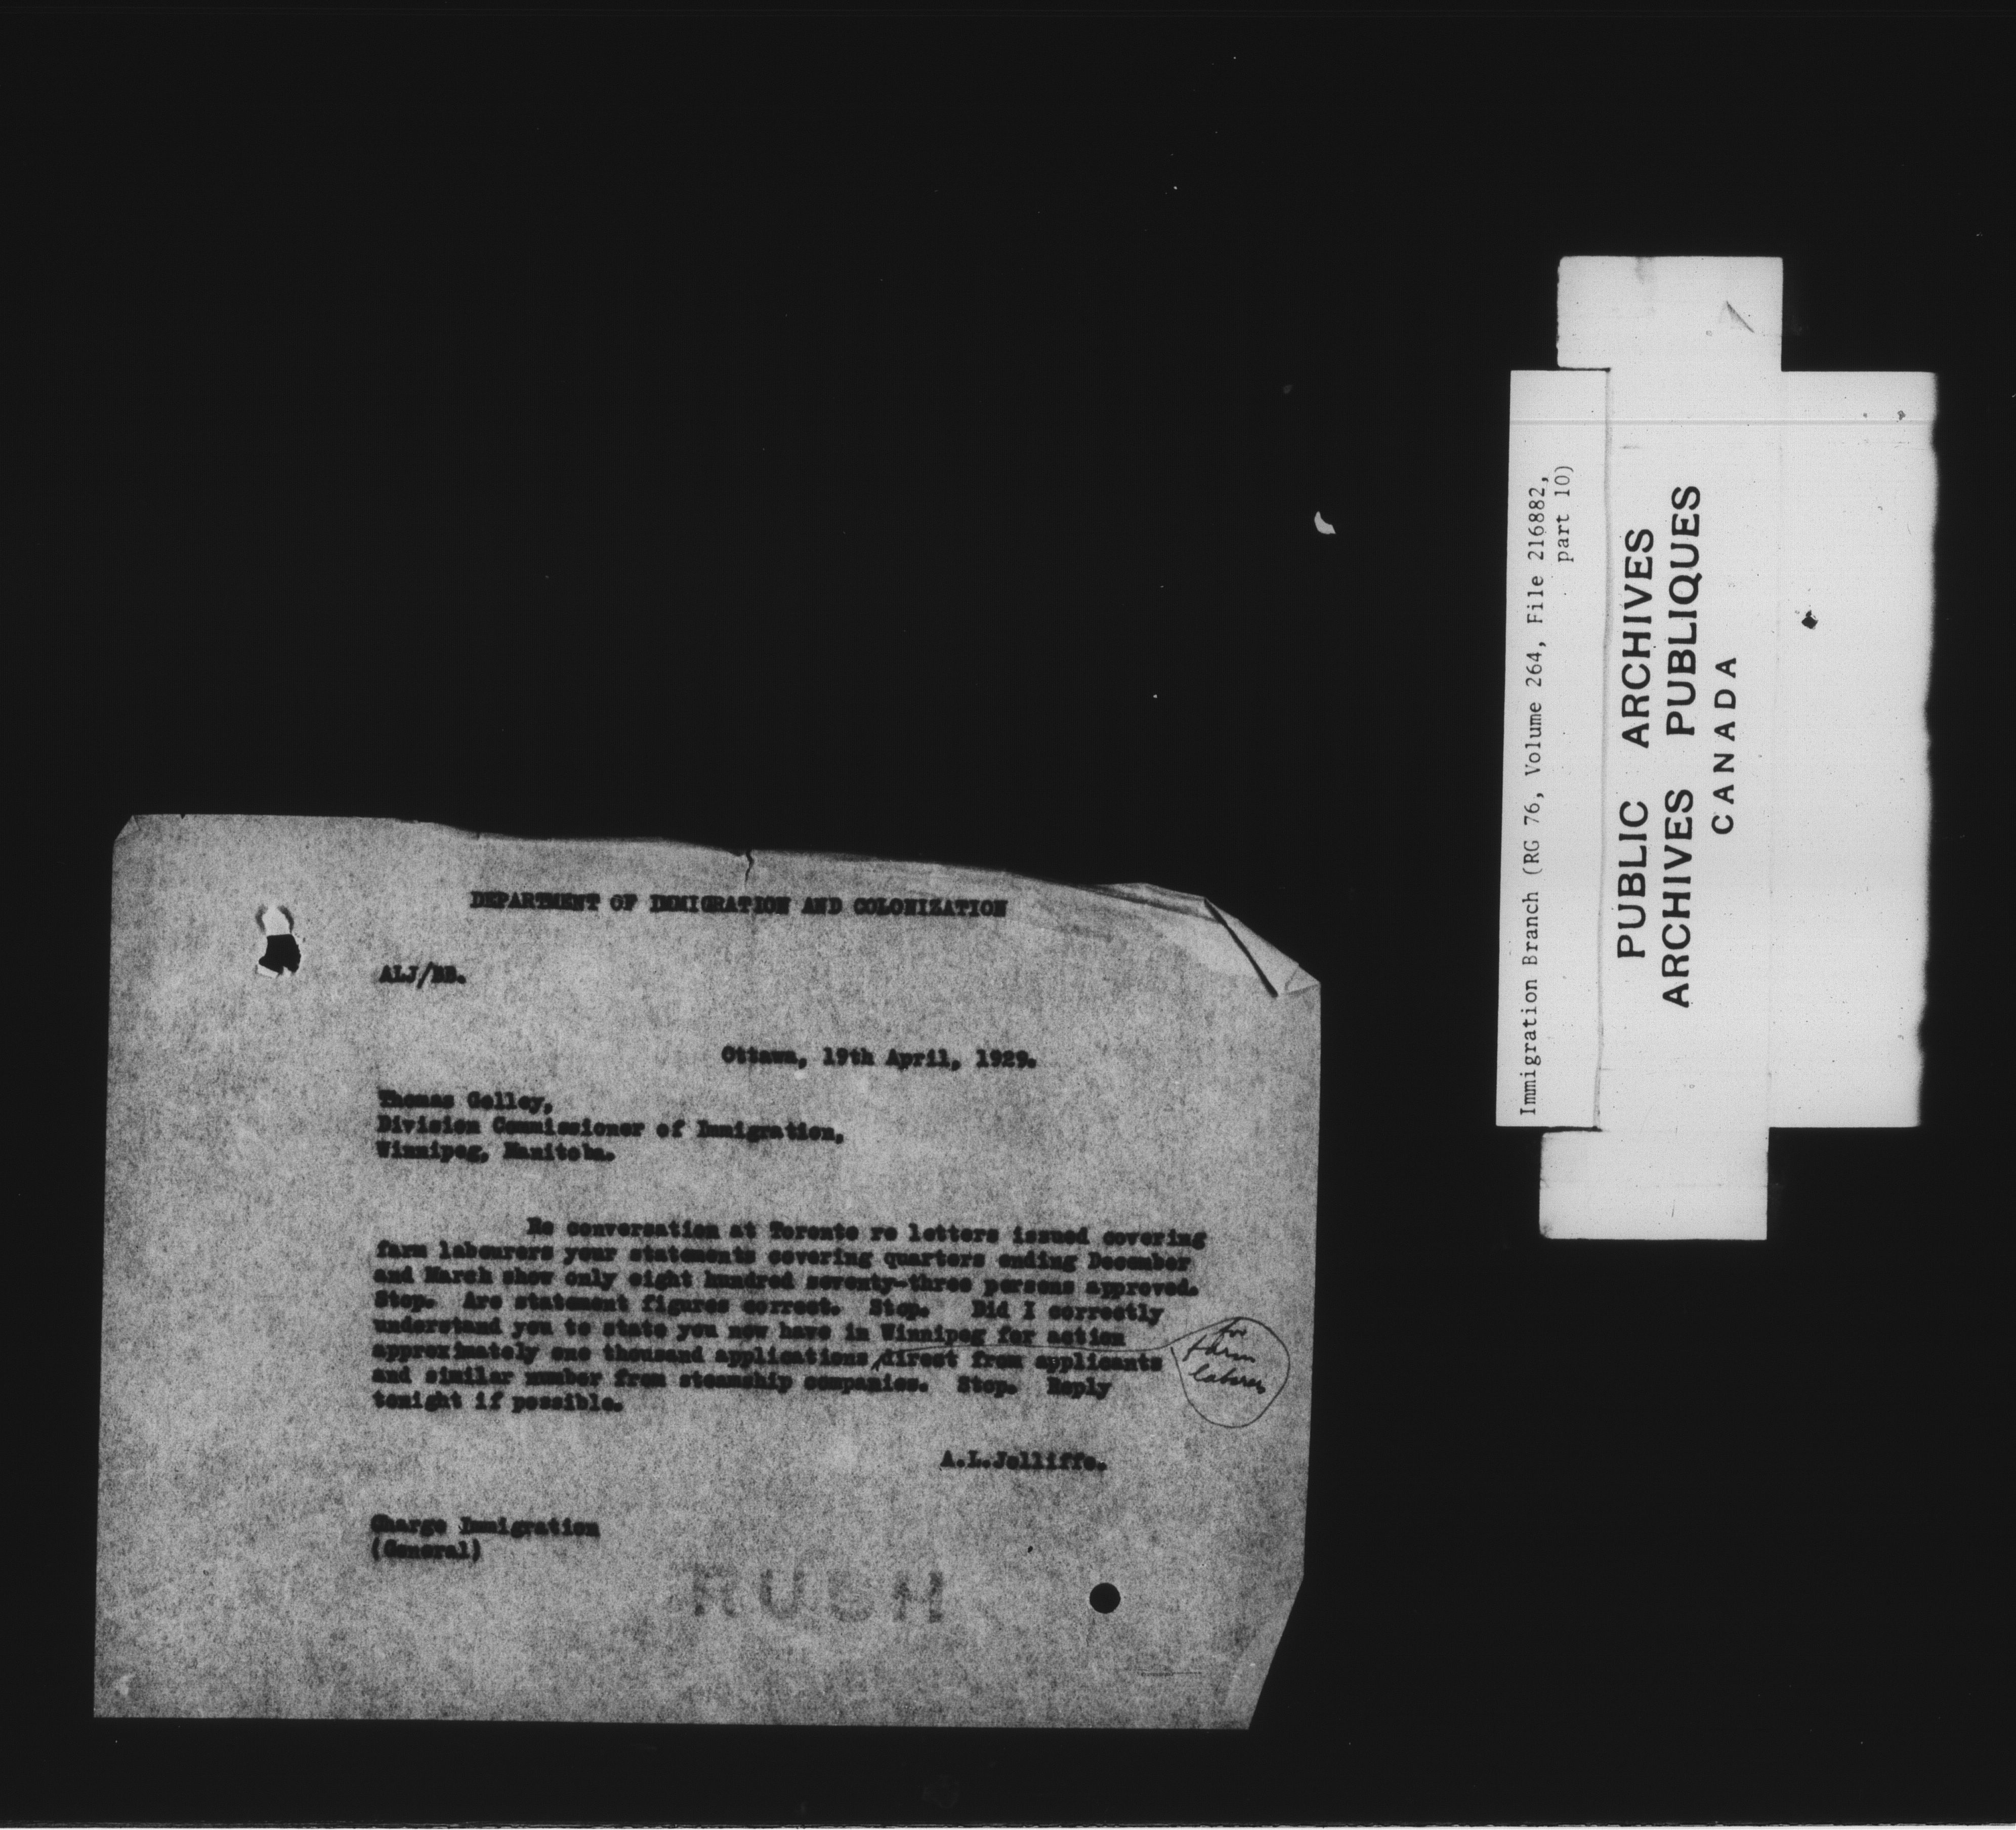 DEPARTMENT OF IMMIGRATION AND COLONIZATION
ALJ/BB.
Ottawa, 19th April, 1929.
Thomas Gelley,
Division Commissioner of Immigration,
Winnipeg, Manitoba.
Re conversation at Toronto re letters issued covering
farm labourers your statements covering quarters ending December
and March show only eight hundred seventy-three persons approved.
Stop. Are statement figures correct. Stop. Did I correctly
understand you to state you now have in Winnipeg for action
approximately one thousand applications direct from applicants
and similar number from steamship companies. Stop. Reply
tonight if possible.
for
farm
laborers
A.L.Jolliffe.
Charge Immigration
(General)
RUSH
Immigration Branch (RG 76, Volume 264, File 216882,
part 10)
PUBLIC ARCHIVES
ARCHIVES PUBLIQUES
CANADA